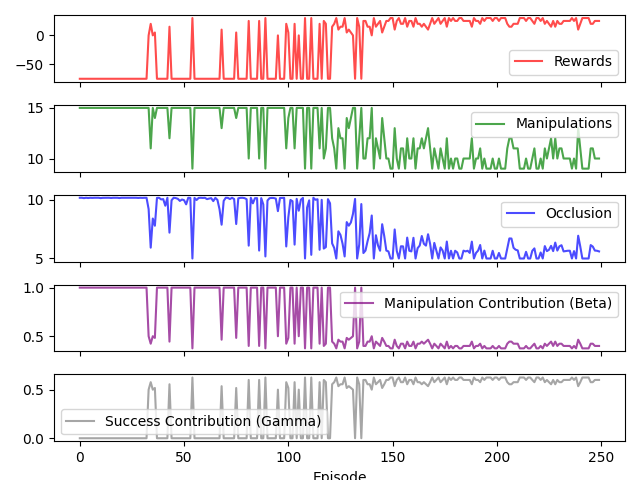 0
−50
Rewards
15
10
Manipulations
10
5
Occlusion
1.0
0.5
Manipulation Contribution (Beta)
0.5
0.0
Success Contribution (Gamma)
0 50 100 150 200 250
Episode